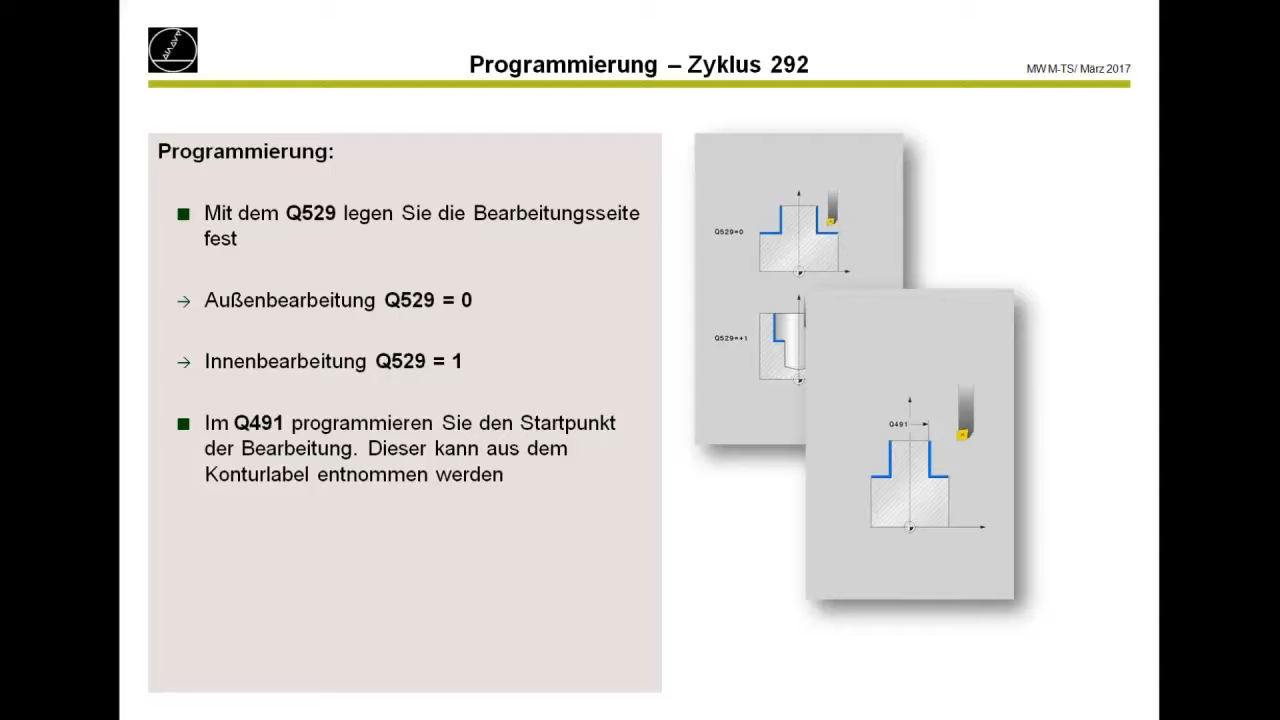 Programmierung – Zyklus 292
MWM-TS/ März 2017
Programmierung:
Mit dem Q529 legen Sie die Bearbeitungsseite
fest
Außenbearbeitung Q529 = 0
Innenbearbeitung Q529 = 1
Im Q491 programmieren Sie den Startpunkt
der Bearbeitung. Dieser kann aus dem
Konturlabel entnommen werden
Q529=0
Q529=+1
Q491